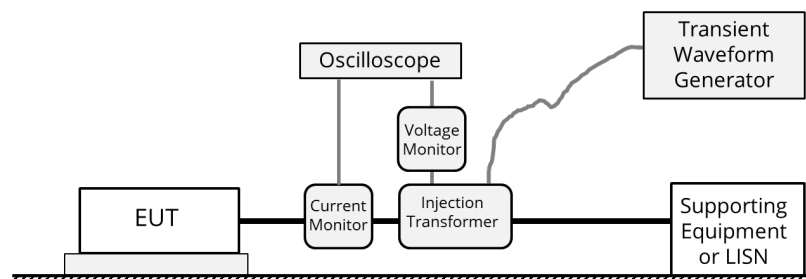 Transient
Waveform
Generator
Oscilloscope
Voltage
Monitor
EUT
Current
Monitor
Injection
Transformer
Supporting
Equipment
or LISN